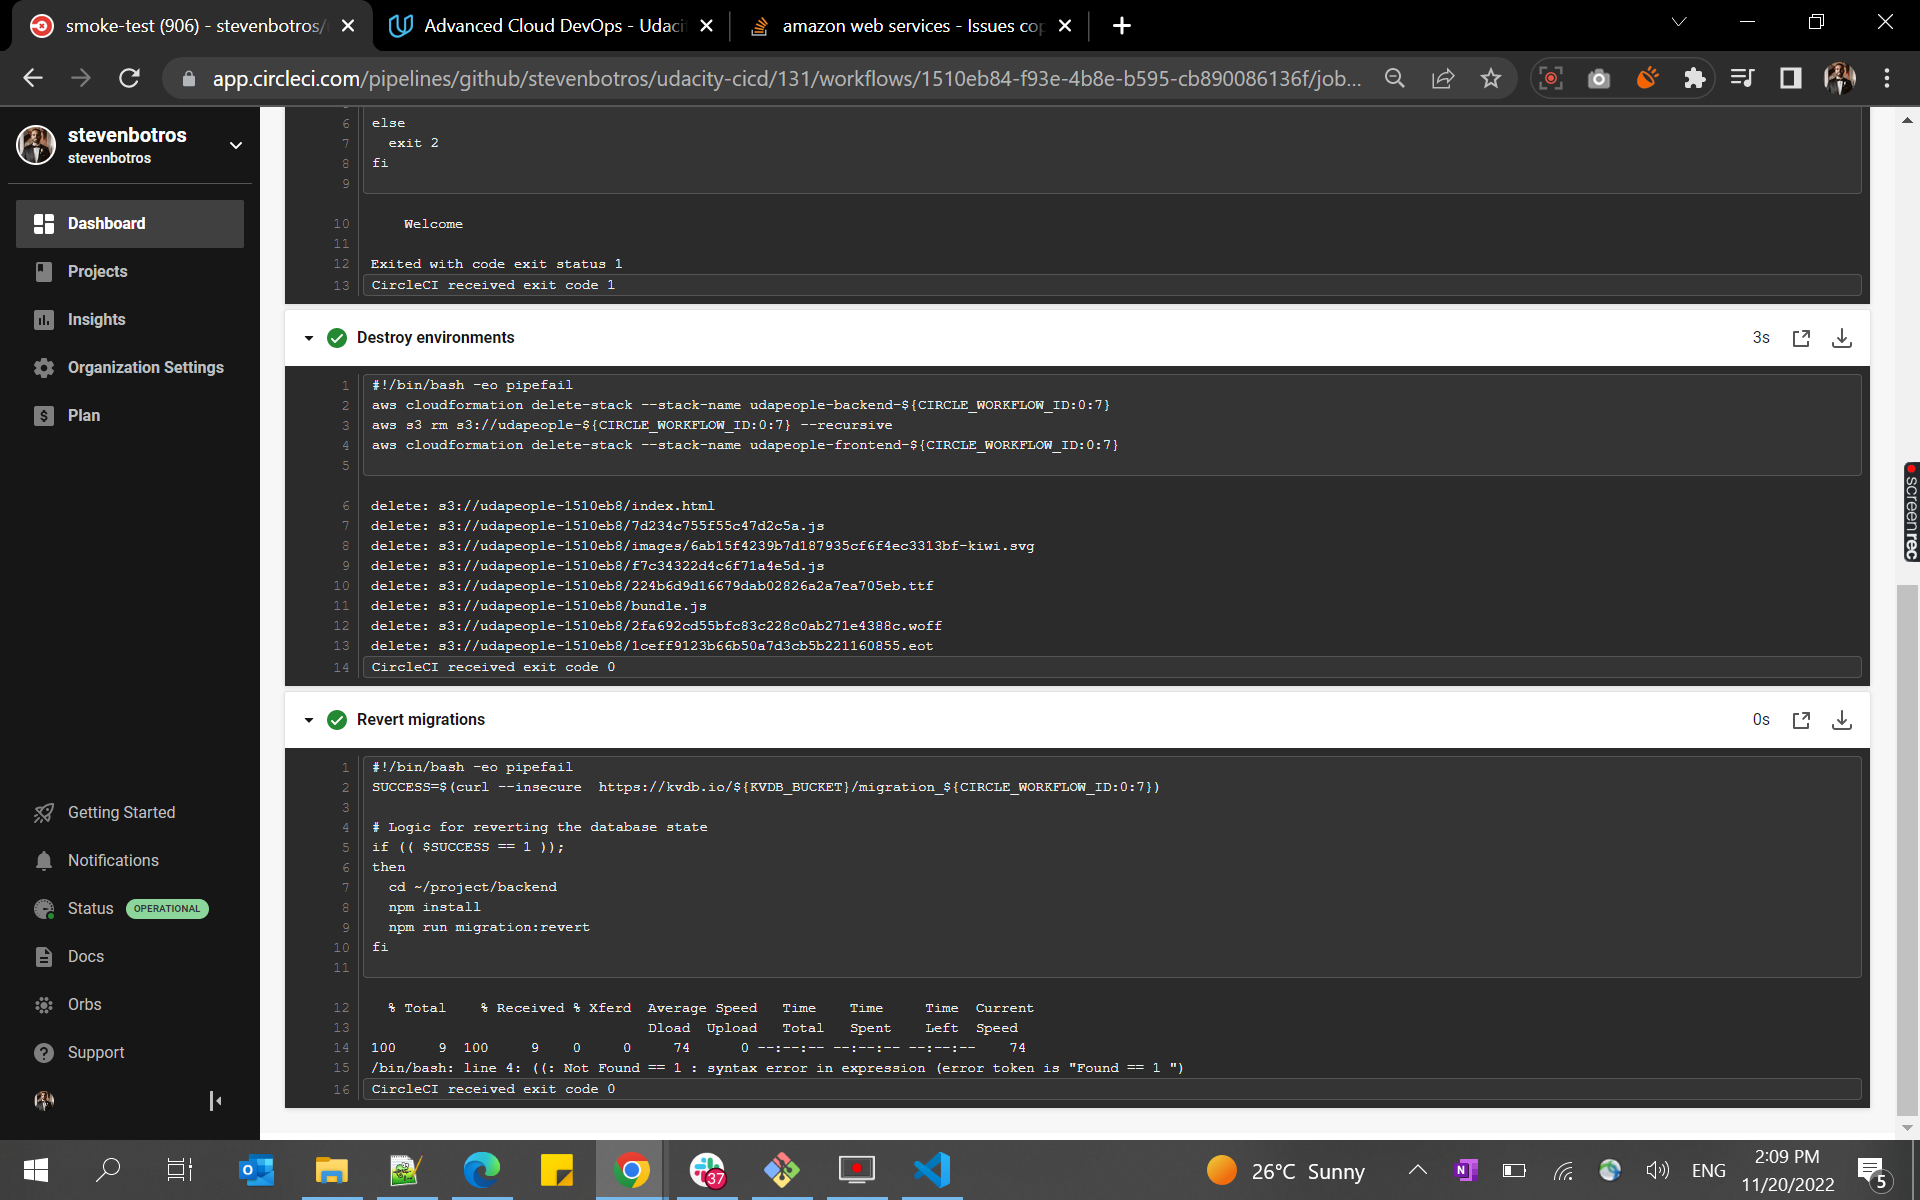 smoke-test (906) - stevenbotros/
Advanced Cloud DevOps - Udaci
amazon web services - Issues cop
app.circleci.com/pipelines/github/stevenbotros/udacity-cicd/131/workflows/1510eb84-f93e-4b8e-b595-cb890086136f/job...
stevenbotros
stevenbotros
Dashboard
Projects
Insights
Organization Settings
Plan
Getting Started
Notifications
Status OPERATIONAL
Docs
Orbs
Support
6 else
7 exit 2
8 fi
9
10 Welcome
11
12 Exited with code exit status 1
13 CircleCI received exit code 1
Destroy environments 3s
1 #!/bin/bash -eo pipefail
2 aws cloudformation delete-stack --stack-name udapeople-backend-${CIRCLE_WORKFLOW_ID:0:7}
3 aws s3 rm s3://udapeople-${CIRCLE_WORKFLOW_ID:0:7} --recursive
4 aws cloudformation delete-stack --stack-name udapeople-frontend-${CIRCLE_WORKFLOW_ID:0:7}
5
6 delete: s3://udapeople-1510eb8/index.html
7 delete: s3://udapeople-1510eb8/7d234c755f55c47d2c5a.js
8 delete: s3://udapeople-1510eb8/images/6ab15f4239b7d187935cf6f4ec3313bf-kiwi.svg
9 delete: s3://udapeople-1510eb8/f7c34322d4c6f71a4e5d.js
10 delete: s3://udapeople-1510eb8/224b6d9d16679dab02826a2a7ea705eb.ttf
11 delete: s3://udapeople-1510eb8/bundle.js
12 delete: s3://udapeople-1510eb8/2fa692cd55bfc83c228c0ab271e4388c.woff
13 delete: s3://udapeople-1510eb8/1ceff9123b66b50a7d3cb5b221160855.eot
14 CircleCI received exit code 0
Revert migrations 0s
1 #!/bin/bash -eo pipefail
2 SUCCESS=$(curl --insecure  https://kvdb.io/${KVDB_BUCKET}/migration_${CIRCLE_WORKFLOW_ID:0:7})
3
4 # Logic for reverting the database state
5 if (( $SUCCESS == 1 ));
6 then
7 cd ~/project/backend
8 npm install
9 npm run migration:revert
10 fi
11
12 % Total % Received % Xferd Average Speed Time Time Time Current
13 Dload Upload Total Spent Left Speed
14 100 9 100 9 0 0 74 0 --:--:-- --:--:-- --:--:-- 74
15 /bin/bash: line 4: ((: Not Found == 1 : syntax error in expression (error token is "Found == 1 ")
16 CircleCI received exit code 0
screenrec
37
26°C Sunny
ENG
2:09 PM
11/20/2022
5